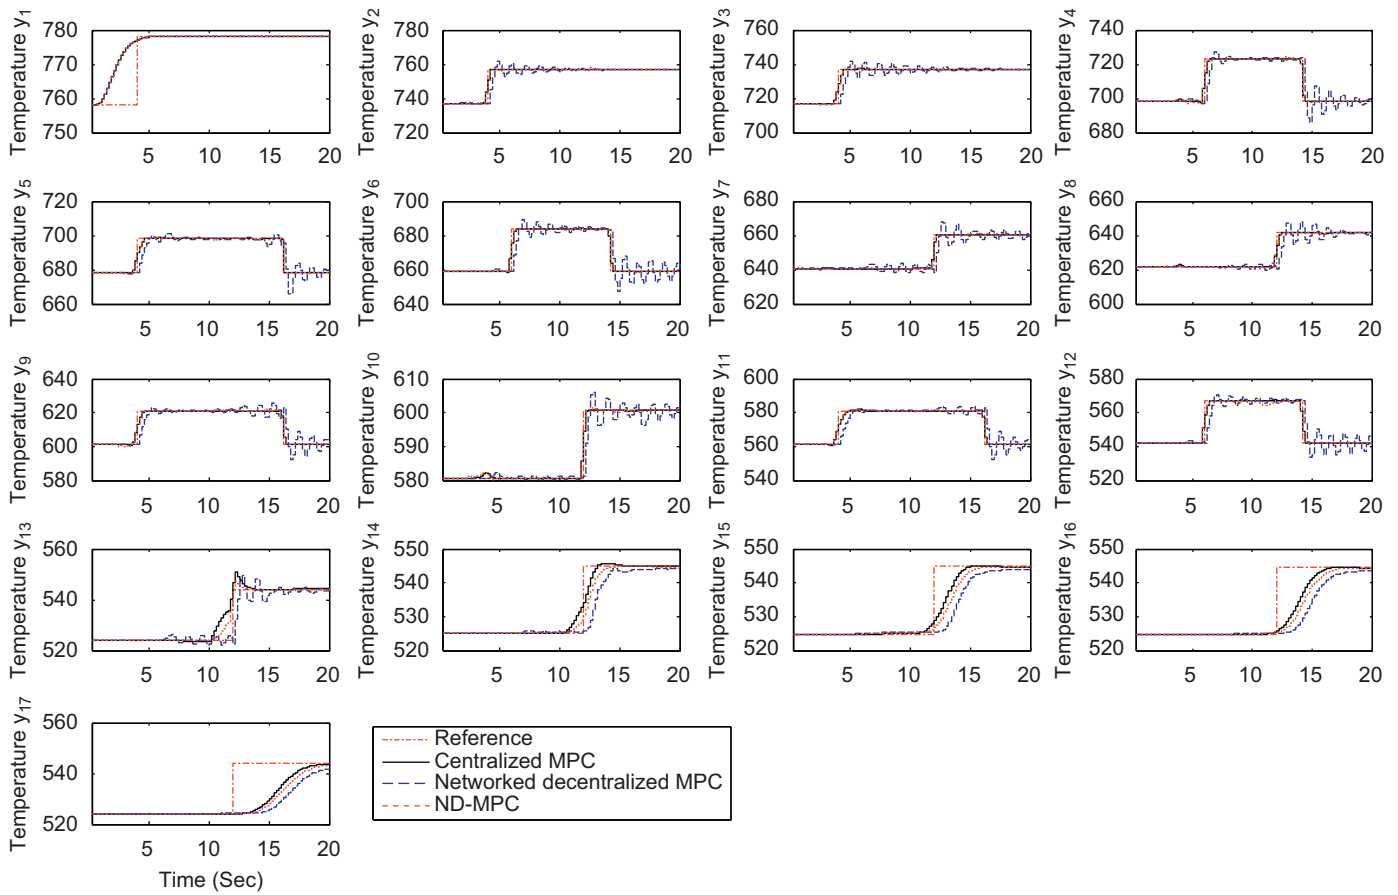 Temperature y1
780
770
760
750
5 10 15 20
Temperature y2
780
760
740
720
5 10 15 20
Temperature y3
760
740
720
700
5 10 15 20
Temperature y4
740
720
700
680
5 10 15 20
Temperature y5
720
700
680
660
5 10 15 20
Temperature y6
700
680
660
640
5 10 15 20
Temperature y7
680
660
640
620
5 10 15 20
Temperature y8
660
640
620
600
5 10 15 20
Temperature y9
640
620
600
580
5 10 15 20
Temperature y10
610
600
590
580
5 10 15 20
Temperature y11
600
580
560
540
5 10 15 20
Temperature y12
580
560
540
520
5 10 15 20
Temperature y13
560
540
520
5 10 15 20
Temperature y14
550
540
530
520
5 10 15 20
Temperature y15
550
540
530
520
5 10 15 20
Temperature y16
550
540
530
520
5 10 15 20
Temperature y17
560
540
520
5 10 15 20
Time (Sec)
Reference
Centralized MPC
Networked decentralized MPC
ND-MPC